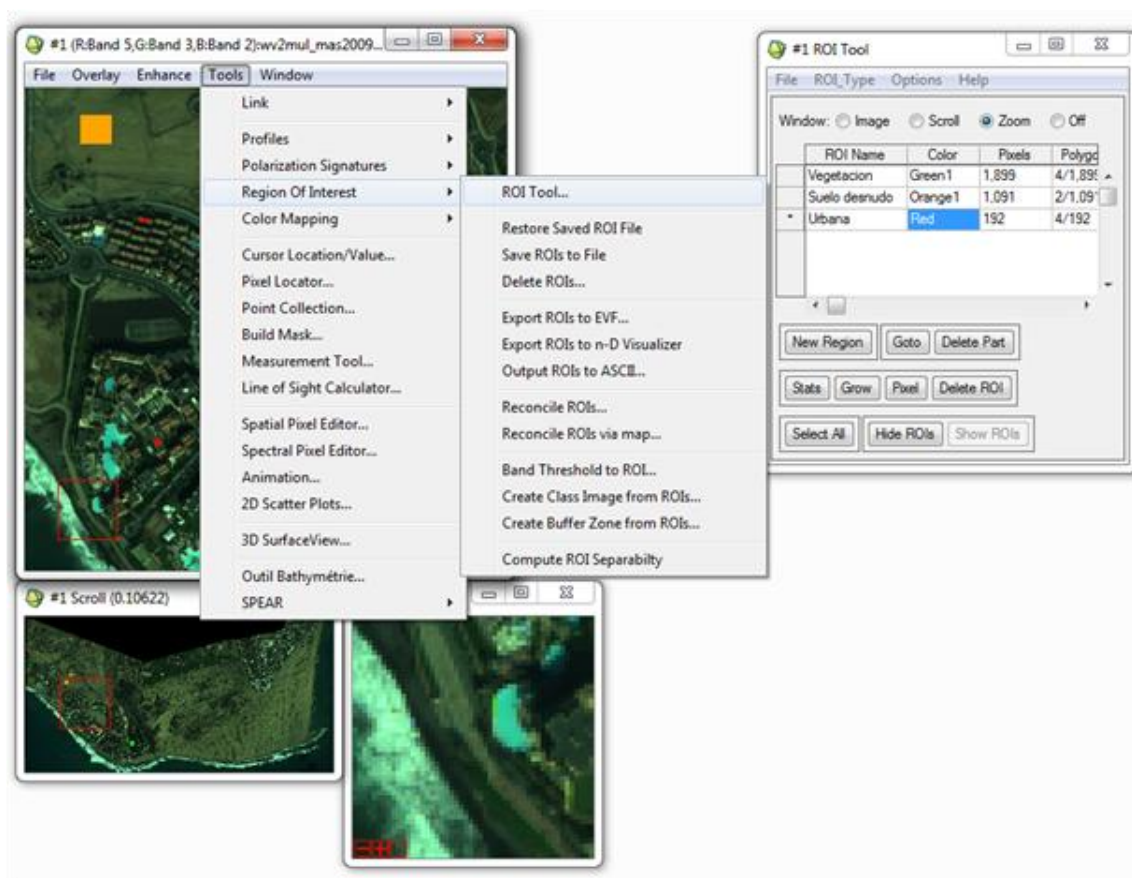 #1 (R:Band 5,G:Band 3,B:Band 2):wv2mul_mas2009...
File Overlay Enhance Tools Window
Link
Profiles
Polarization Signatures
Region Of Interest
Color Mapping
Cursor Location/Value...
Pixel Locator...
Point Collection...
Build Mask...
Measurement Tool...
Line of Sight Calculator...
Spatial Pixel Editor...
Spectral Pixel Editor...
Animation...
2D Scatter Plots...
3D SurfaceView...
Outil Bathymétrie...
SPEAR
ROI Tool...
Restore Saved ROI File
Save ROIs to File
Delete ROIs...
Export ROIs to EVF...
Export ROIs to n-D Visualizer
Output ROIs to ASCII...
Reconcile ROIs...
Reconcile ROIs via map...
Band Threshold to ROI...
Create Class Image from ROIs...
Create Buffer Zone from ROIs...
Compute ROI Separabilty
#1 ROI Tool
File ROI_Type Options Help
Window: Image Scroll Zoom Off
ROI Name Color Pixels Polygo
Vegetacion Green1 1,899 4/1,899
Suelo desnudo Orange1 1,091 2/1,09
* Urbana Red 192 4/192
New Region Goto Delete Part
Stats Grow Pixel Delete ROI
Select All Hide ROIs Show ROIs
#1 Scroll (0.10622)